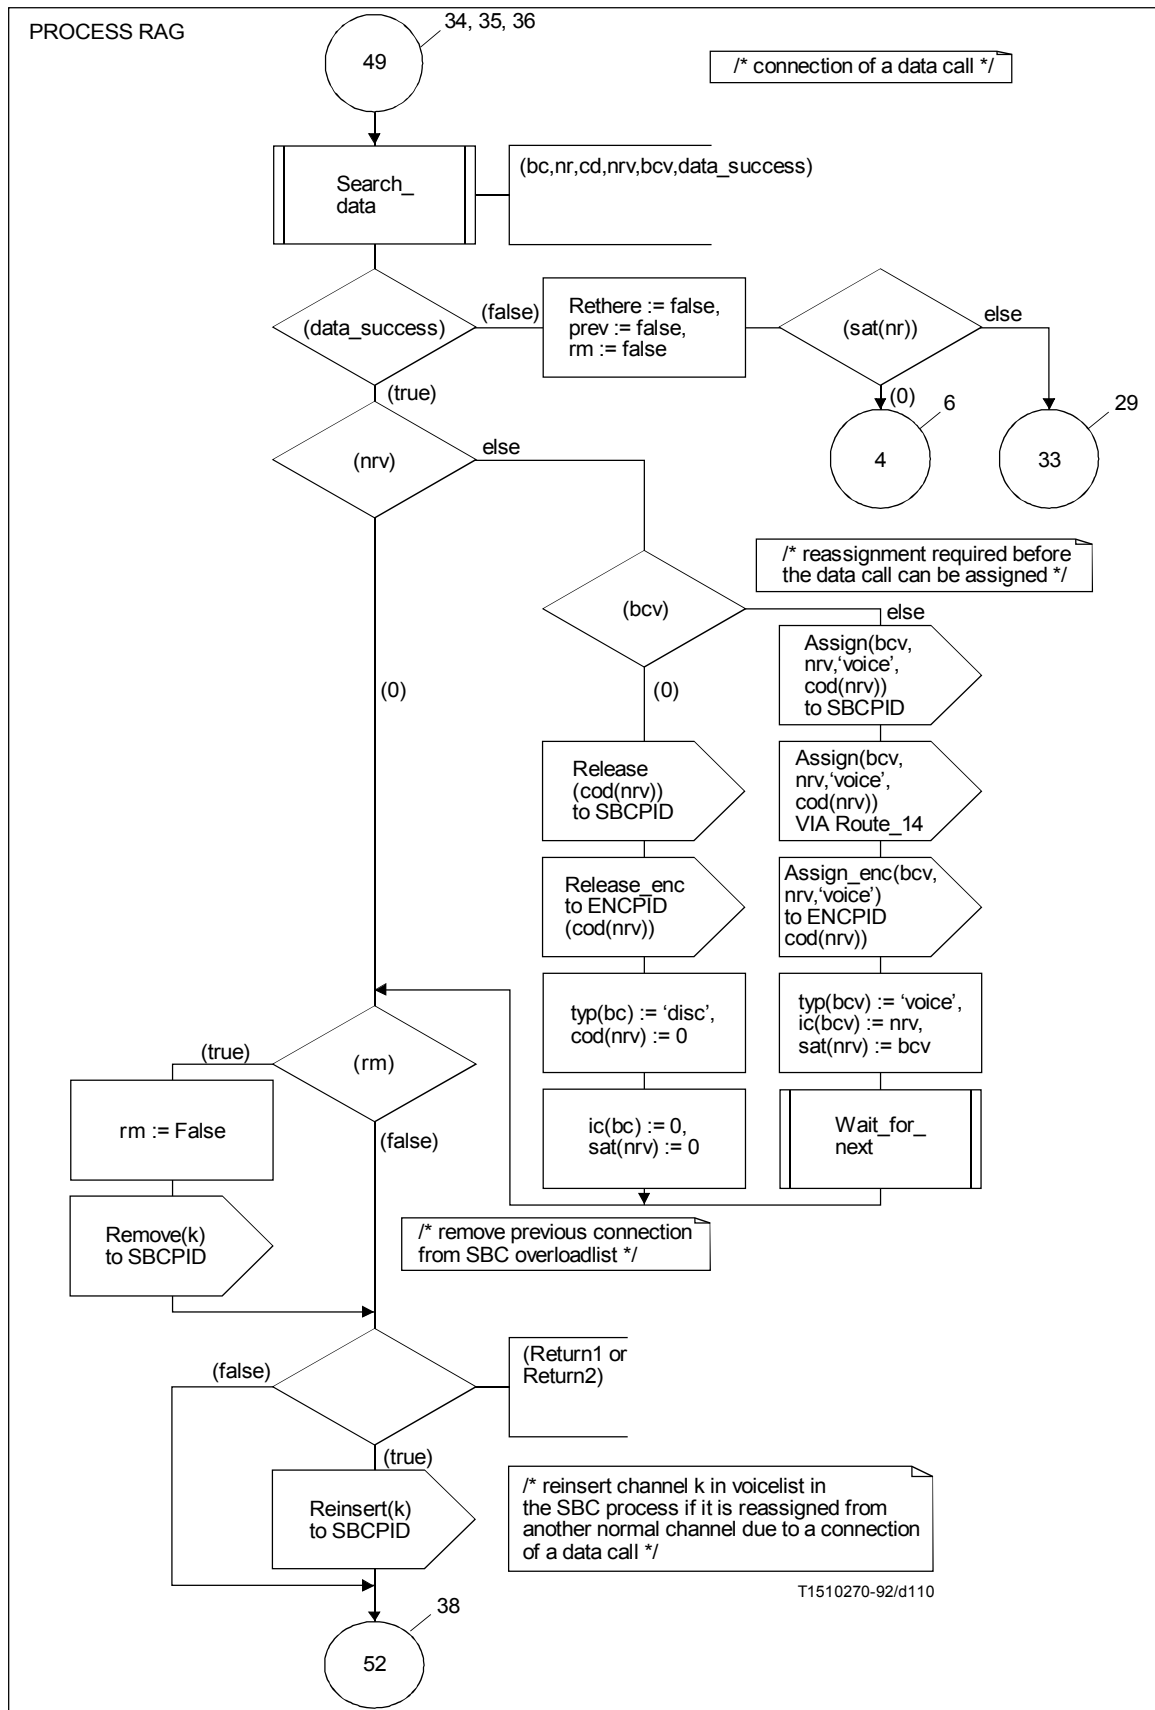 PROCESS RAG
34, 35, 36
49
/* connection of a data call */
Search_
data
(bc,nr,cd,nrv,bcv,data_success)
(data_success)
(false)
Rethere := false,
prev := false,
rm := false
(sat(nr))
else
(true)
(0)
6
29
4
33
(nrv)
else
/* reassignment required before
the data call can be assigned */
(bcv)
else
(0)
(0)
Assign(bcv,
nrv,‘voice’,
cod(nrv))
to SBCPID
Release
(cod(nrv))
to SBCPID
Assign(bcv,
nrv,‘voice’,
cod(nrv))
VIA Route_14
Release_enc
to ENCPID
(cod(nrv))
Assign_enc(bcv,
nrv,‘voice’)
to ENCPID
cod(nrv))
typ(bc) := ‘disc’,
cod(nrv) := 0
typ(bcv) := ‘voice’,
ic(bcv) := nrv,
sat(nrv) := bcv
(true)
(rm)
(false)
rm := False
ic(bc) := 0,
sat(nrv) := 0
Wait_for_
next
Remove(k)
to SBCPID
/* remove previous connection
from SBC overloadlist */
(false)
(Return1 or
Return2)
(true)
Reinsert(k)
to SBCPID
/* reinsert channel k in voicelist in
the SBC process if it is reassigned from
another normal channel due to a connection
of a data call */
T1510270-92/d110
38
52